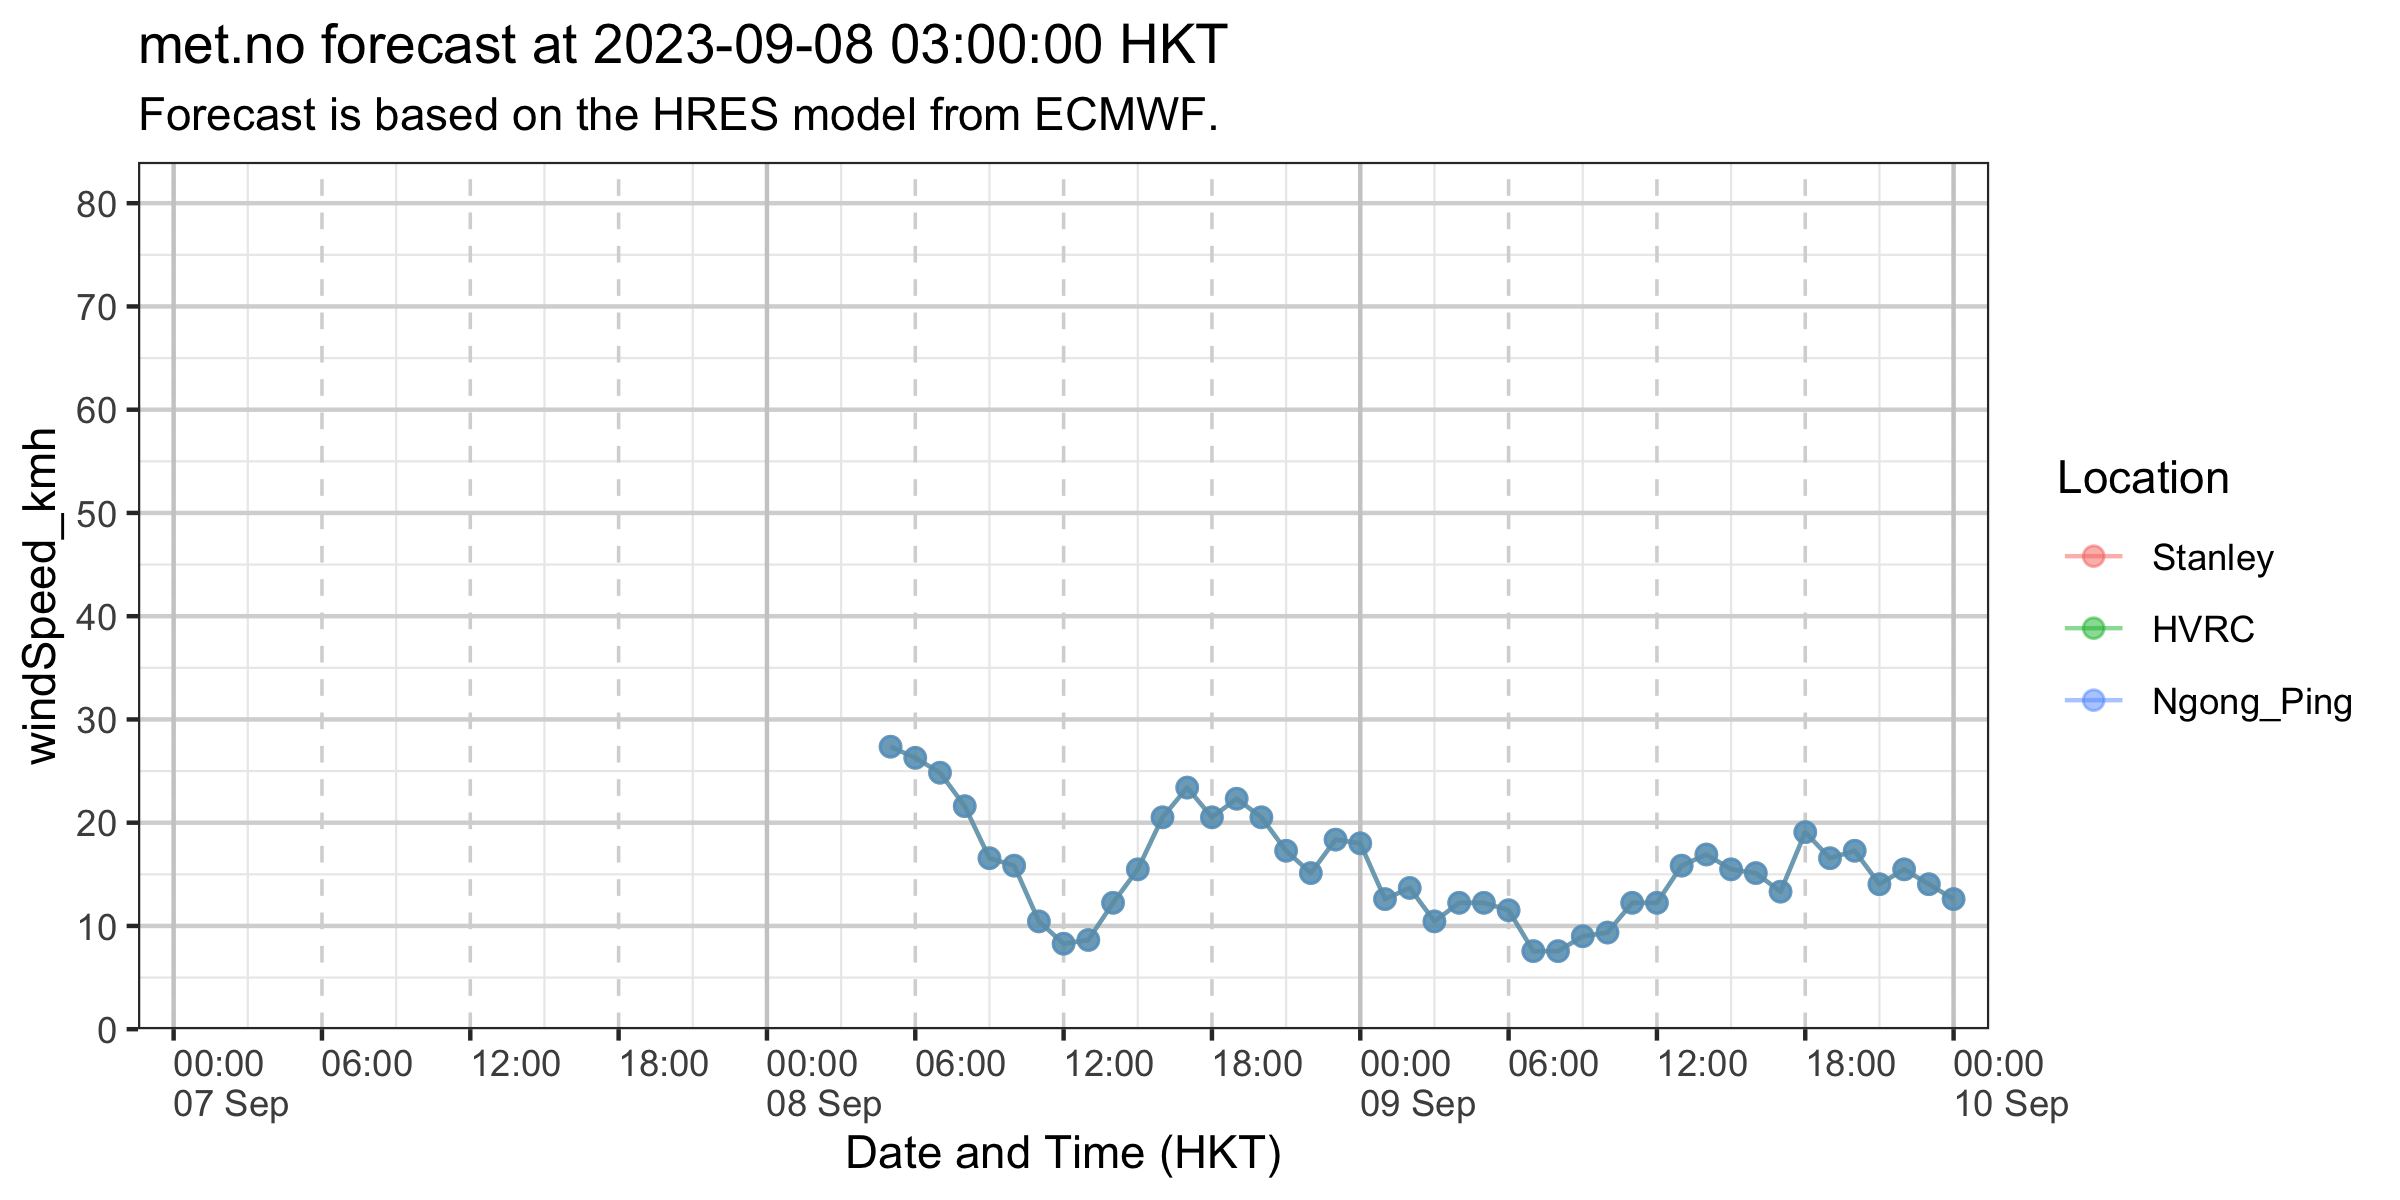 met.no forecast at 2023-09-08 03:00:00 HKT
Forecast is based on the HRES model from ECMWF.
windSpeed_kmh
80
70
60
50
40
30
20
10
0
00:00 06:00 12:00 18:00 00:00 06:00 12:00 18:00 00:00 06:00 12:00 18:00 00:00
07 Sep 08 Sep 09 Sep 10 Sep
Date and Time (HKT)
Location
Stanley
HVRC
Ngong_Ping